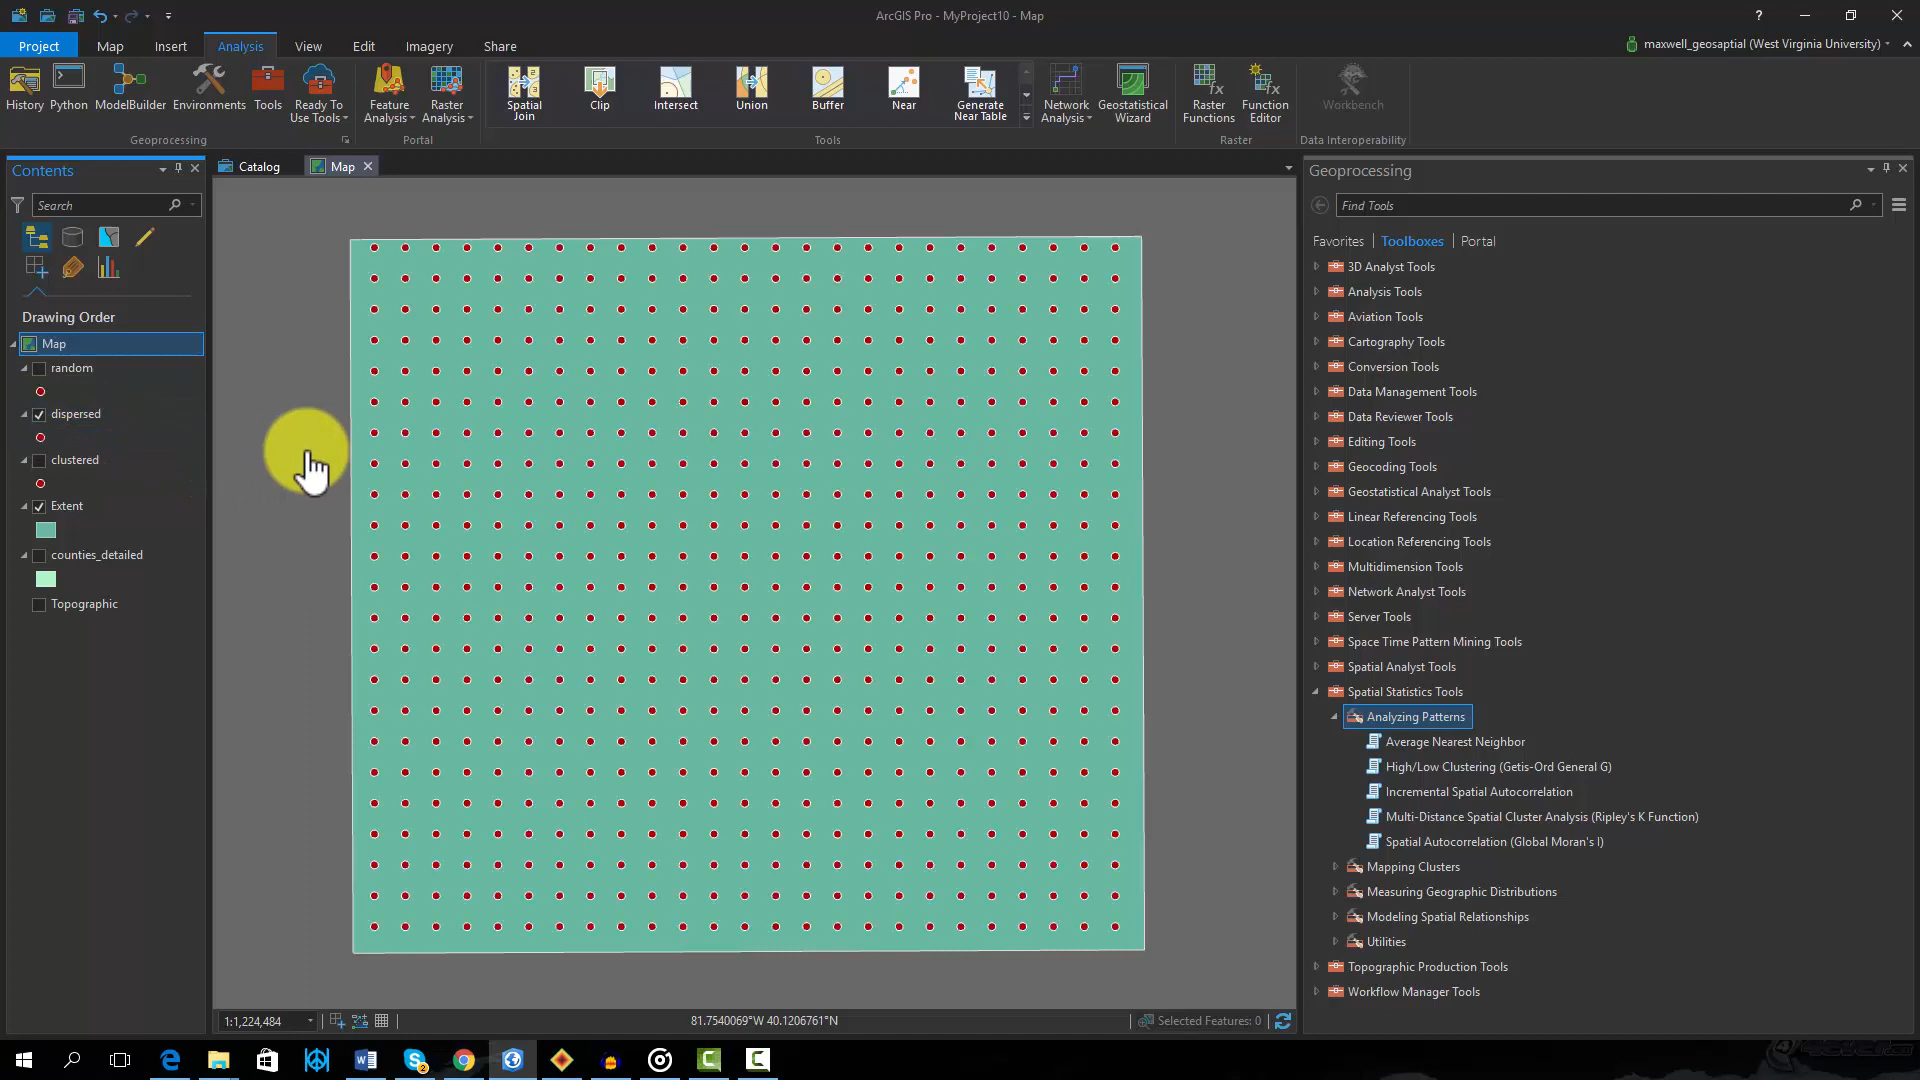 ArcGIS Pro - MyProject10 - Map
?
Project Map Insert Analysis View Edit Imagery Share
maxwell_geosaptial (West Virginia University)
History Python ModelBuilder Environments Tools Ready To Use Tools
Feature Analysis Raster Analysis
Spatial Join Clip Intersect Union Buffer Near Generate Near Table
Network Analysis Geostatistical Wizard
Raster Functions Function Editor
Workbench
Geoprocessing Portal Tools Raster Data Interoperability
Contents
Search
Drawing Order
Map
random
dispersed
clustered
Extent
counties_detailed
Topographic
Catalog Map
1:1,224,484
81.7540069°W 40.1206761°N
Selected Features: 0
Geoprocessing
Find Tools
Favorites | Toolboxes | Portal
3D Analyst Tools
Analysis Tools
Aviation Tools
Cartography Tools
Conversion Tools
Data Management Tools
Data Reviewer Tools
Editing Tools
Geocoding Tools
Geostatistical Analyst Tools
Linear Referencing Tools
Location Referencing Tools
Multidimension Tools
Network Analyst Tools
Server Tools
Space Time Pattern Mining Tools
Spatial Analyst Tools
Spatial Statistics Tools
Analyzing Patterns
Average Nearest Neighbor
High/Low Clustering (Getis-Ord General G)
Incremental Spatial Autocorrelation
Multi-Distance Spatial Cluster Analysis (Ripley's K Function)
Spatial Autocorrelation (Global Moran's I)
Mapping Clusters
Measuring Geographic Distributions
Modeling Spatial Relationships
Utilities
Topographic Production Tools
Workflow Manager Tools